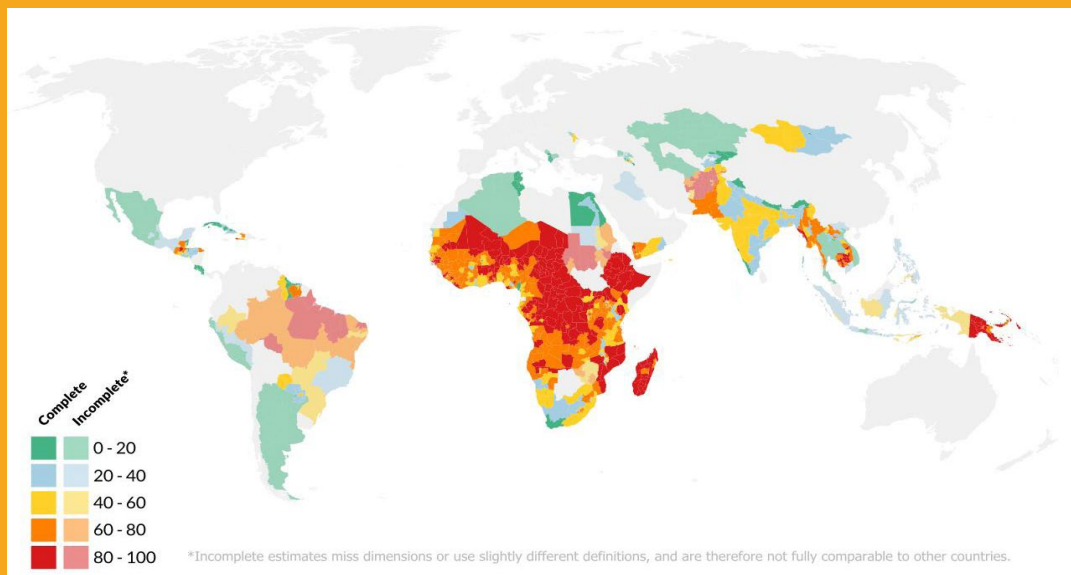 Complete
Incomplete*
0 - 20
20 - 40
40 - 60
60 - 80
80 - 100
*Incomplete estimates miss dimensions or use slightly different definitions, and are therefore not fully comparable to other countries.